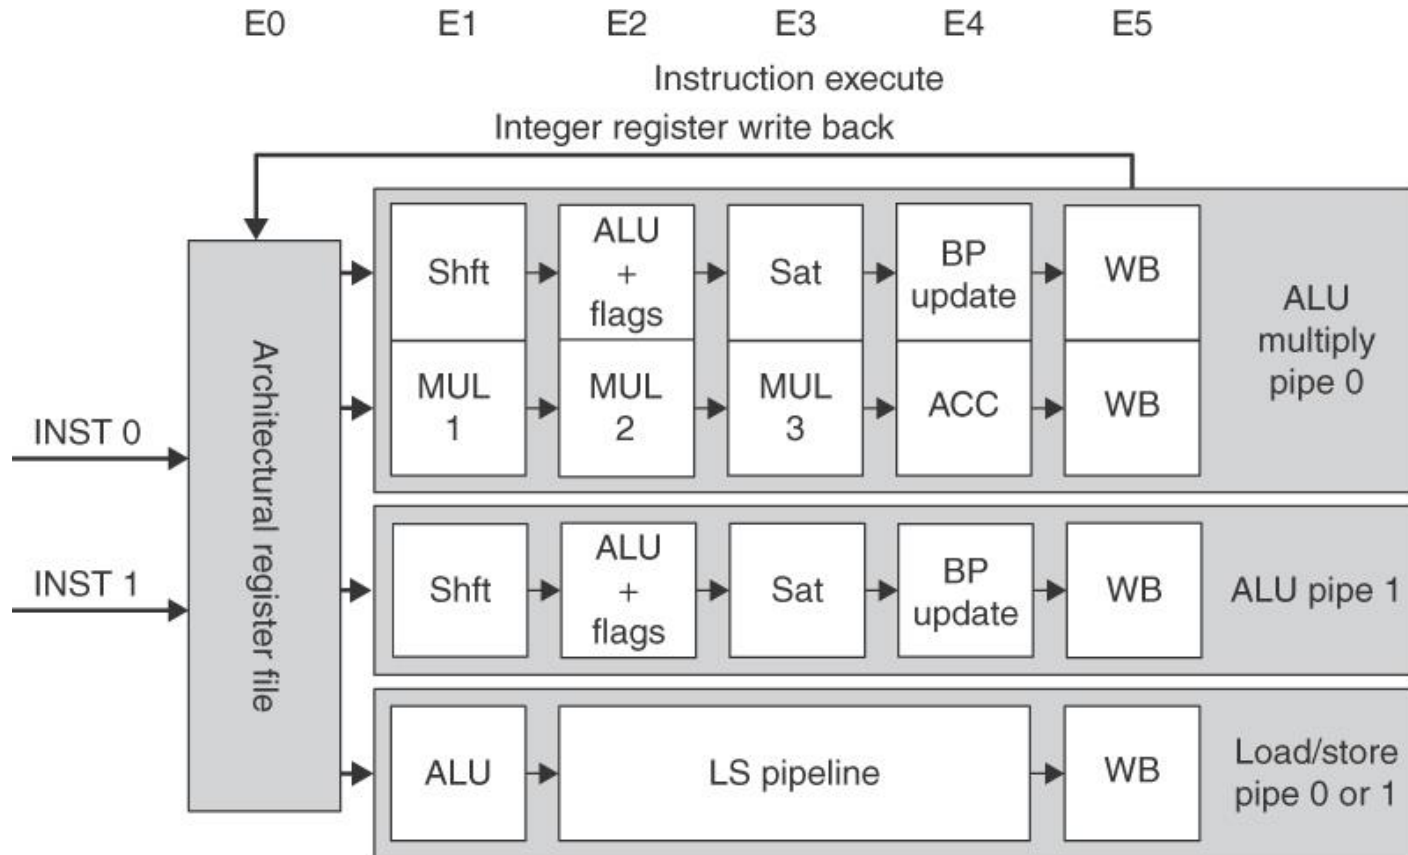 E0 E1 E2 E3 E4 E5
Instruction execute
Integer register write back
Architectural register file
INST 0
INST 1
Shft
ALU
+
flags
Sat
BP
update
WB
MUL
1
MUL
2
MUL
3
ACC
WB
ALU
multiply
pipe 0
Shft
ALU
+
flags
Sat
BP
update
WB
ALU pipe 1
ALU
LS pipeline
WB
Load/store
pipe 0 or 1